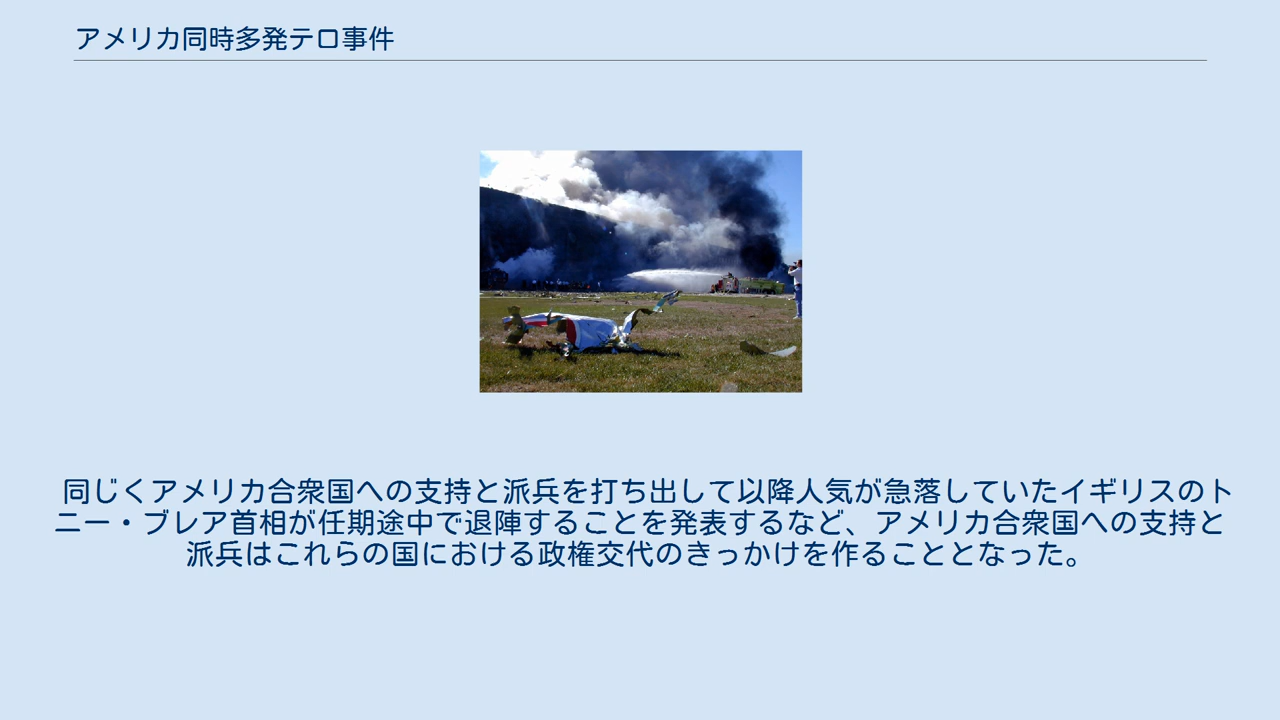 アメリカ同時多発テロ事件
同じくアメリカ合衆国への支持と派兵を打ち出して以降人気が急落していたイギリスのト
ニー・ブレア首相が任期途中で退陣することを発表するなど、アメリカ合衆国への支持と
派兵はこれらの国における政権交代のきっかけを作ることとなった。